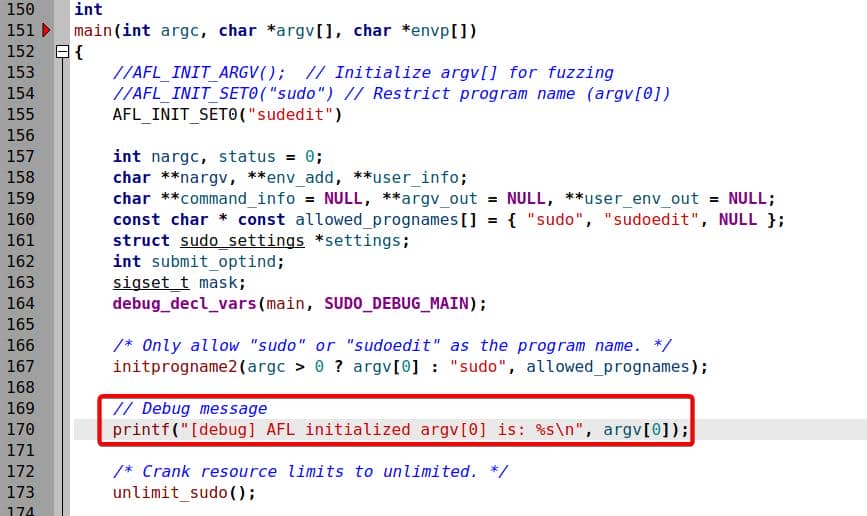 150 int
151 main(int argc, char *argv[], char *envp[])
152 {
153 //AFL_INIT_ARGV();  // Initialize argv[] for fuzzing
154 //AFL_INIT_SET0("sudo") // Restrict program name (argv[0])
155 AFL_INIT_SET0("sudedit")
156
157 int nargc, status = 0;
158 char **nargv, **env_add, **user_info;
159 char **command_info = NULL, **argv_out = NULL, **user_env_out = NULL;
160 const char * const allowed_prognames[] = { "sudo", "sudoedit", NULL };
161 struct sudo_settings *settings;
162 int submit_optind;
163 sigset_t mask;
164 debug_decl_vars(main, SUDO_DEBUG_MAIN);
165
166 /* Only allow "sudo" or "sudoedit" as the program name. */
167 initprogname2(argc > 0 ? argv[0] : "sudo", allowed_prognames);
168
169 // Debug message
170 printf("[debug] AFL initialized argv[0] is: %s\n", argv[0]);
171
172 /* Crank resource limits to unlimited. */
173 unlimit_sudo();
174